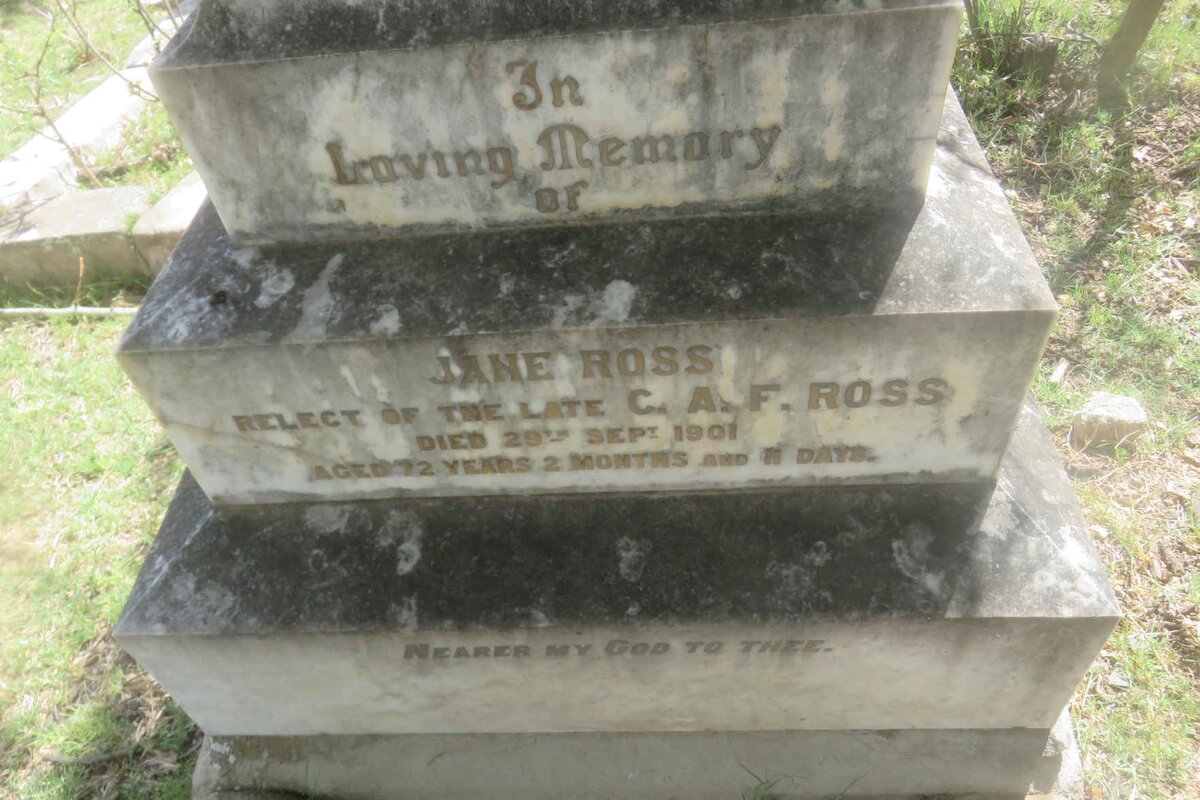 In
Loving Memory
of
JANE ROSS
RELECT OF THE LATE C. A. F. ROSS
DIED 29TH SEPT 1901
AGED 72 YEARS 2 MONTHS AND 11 DAYS.
NEARER MY GOD TO THEE.